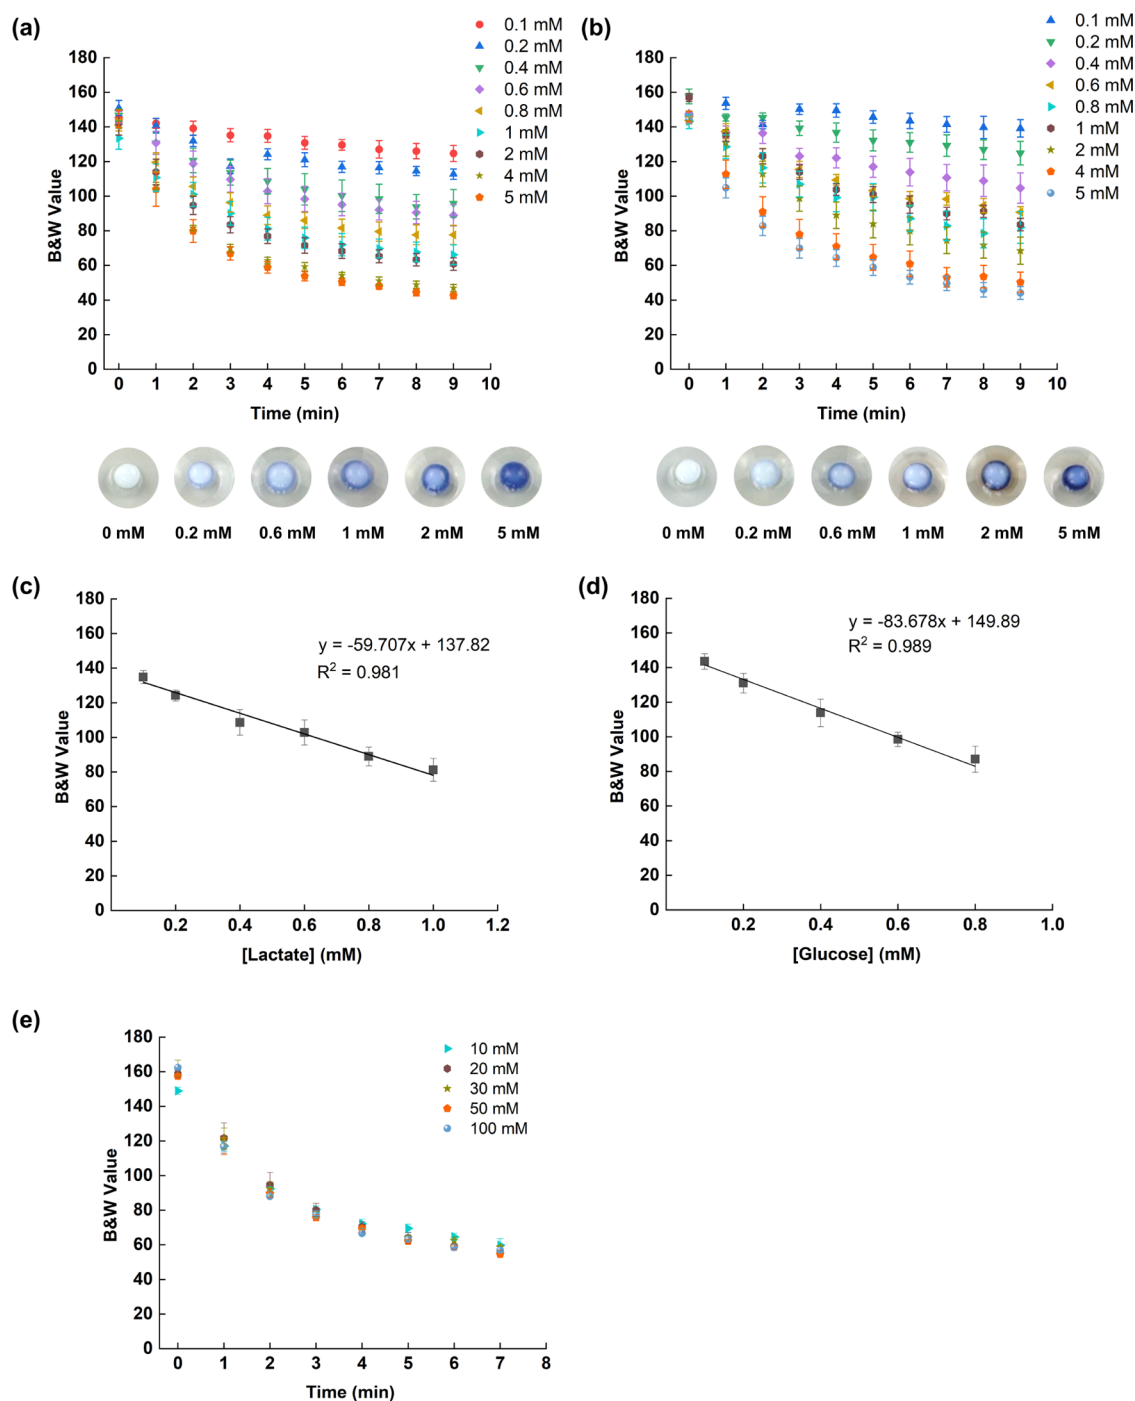 (a)
180
160
140
120
100
80
60
40
20
0
B&W Value
0 1 2 3 4 5 6 7 8 9 10
Time (min)
0.1 mM
0.2 mM
0.4 mM
0.6 mM
0.8 mM
1 mM
2 mM
4 mM
5 mM
0 mM 0.2 mM 0.6 mM 1 mM 2 mM 5 mM
(b)
180
160
140
120
100
80
60
40
20
0
B&W Value
0 1 2 3 4 5 6 7 8 9 10
Time (min)
0.1 mM
0.2 mM
0.4 mM
0.6 mM
0.8 mM
1 mM
2 mM
4 mM
5 mM
0 mM 0.2 mM 0.6 mM 1 mM 2 mM 5 mM
(c)
180
160
140
120
100
80
60
40
20
0
B&W Value
y = -59.707x + 137.82
R² = 0.981
0.2 0.4 0.6 0.8 1.0 1.2
[Lactate] (mM)
(d)
180
160
140
120
100
80
60
40
20
0
B&W Value
y = -83.678x + 149.89
R² = 0.989
0.2 0.4 0.6 0.8 1.0
[Glucose] (mM)
(e)
180
160
140
120
100
80
60
40
20
0
B&W Value
10 mM
20 mM
30 mM
50 mM
100 mM
0 1 2 3 4 5 6 7 8
Time (min)